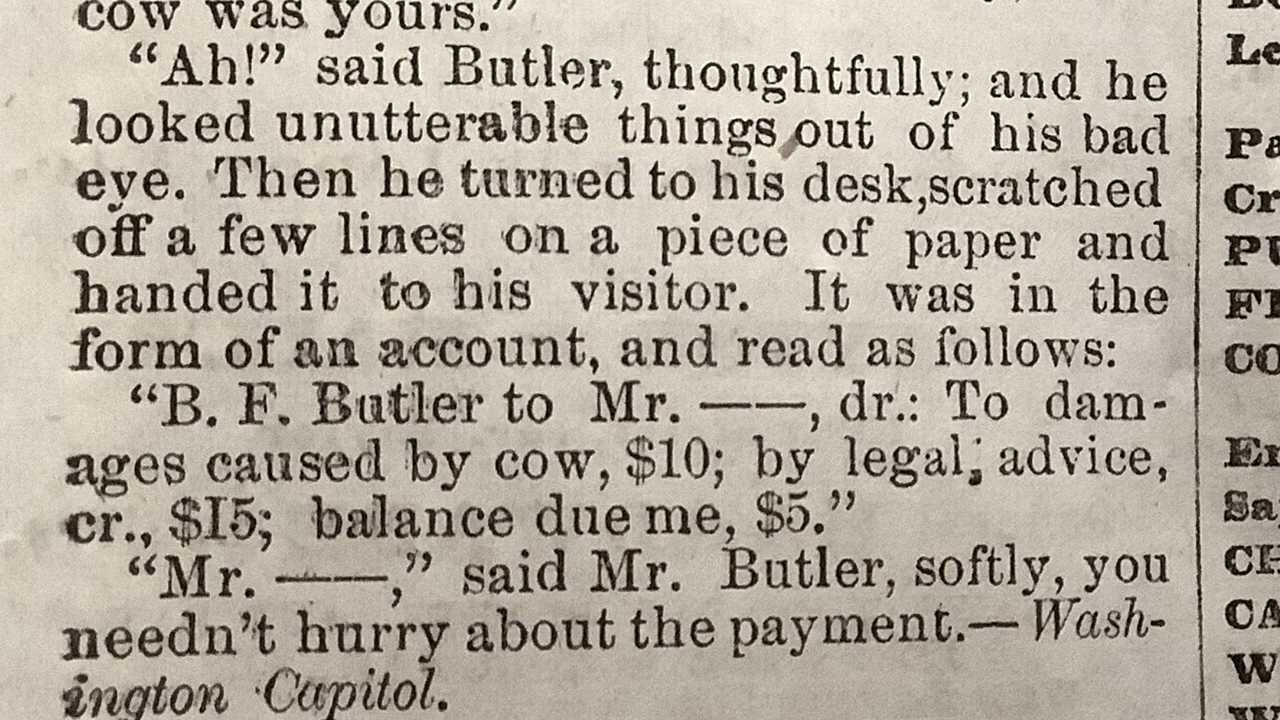 cow was yours."
"Ah!" said Butler, thoughtfully; and he
looked unutterable things out of his bad
eye. Then he turned to his desk,scratched
off a few lines on a piece of paper and
handed it to his visitor. It was in the
form of an account, and read as follows:
"B. F. Butler to Mr. ——, dr.: To dam-
ages caused by cow, $10; by legal; advice,
cr., $I5; balance due me, $5."
"Mr. ——," said Mr. Butler, softly, you
needn't hurry about the payment.—Wash-
ington Capitol.
Le
Pa
Cr
PU
FI
CO
En
Sa
CH
CA
W